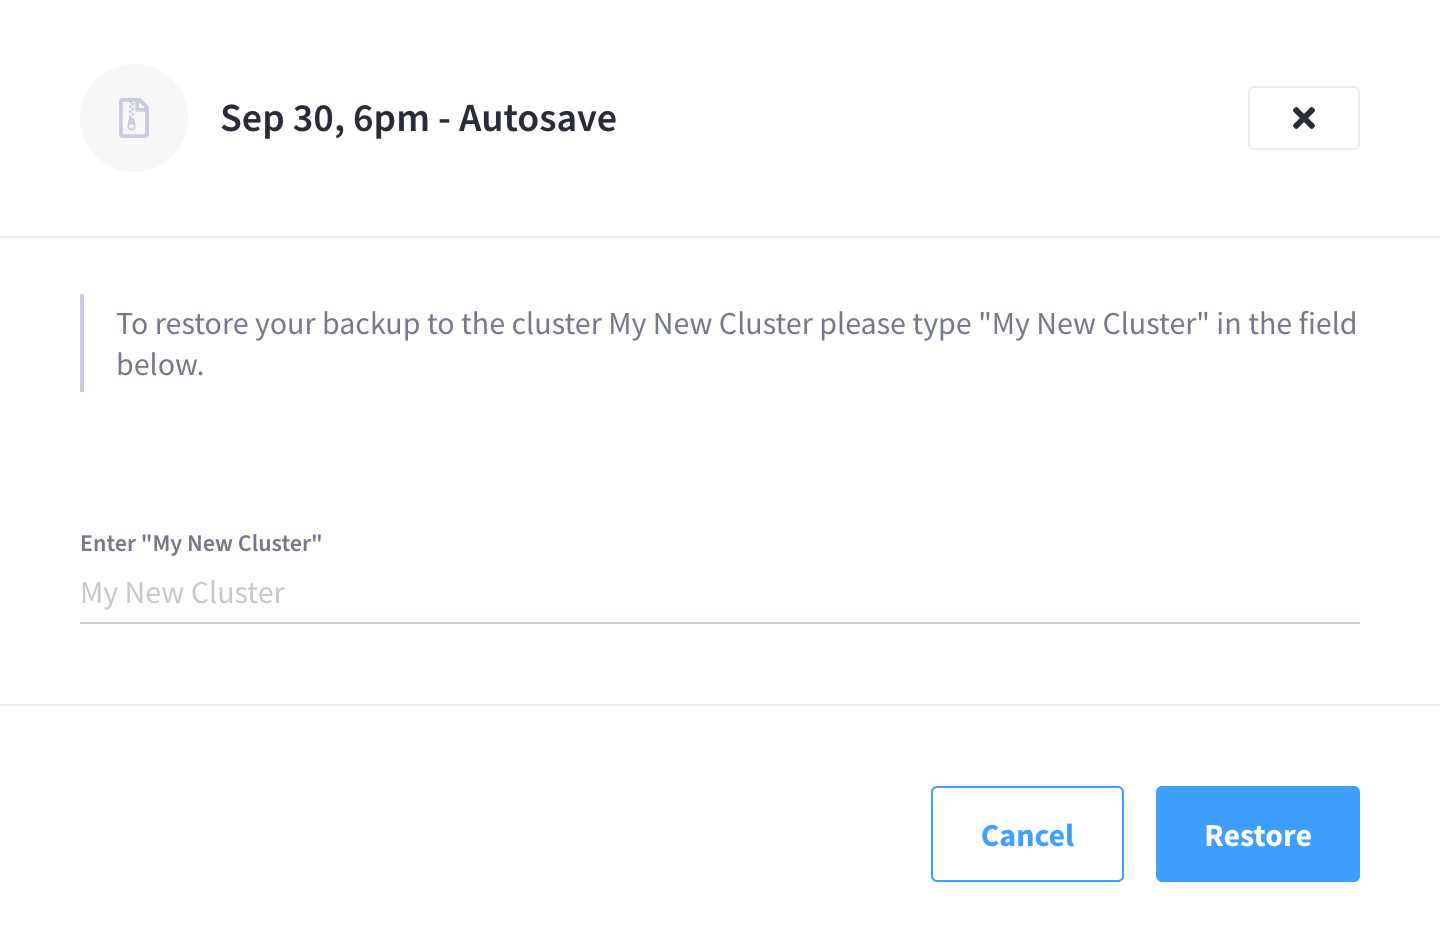 Sep 30, 6pm - Autosave
To restore your backup to the cluster My New Cluster please type "My New Cluster" in the field
below.
Enter "My New Cluster"
My New Cluster
Cancel
Restore